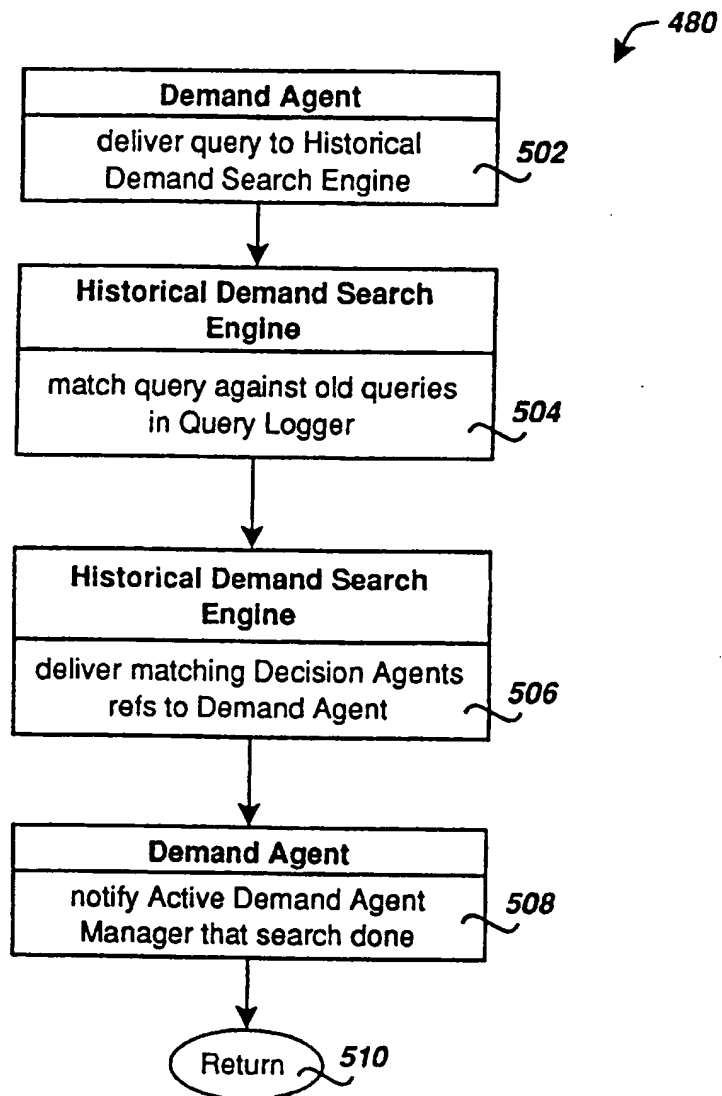 480
Demand Agent
deliver query to Historical
Demand Search Engine
502
Historical Demand Search
Engine
match query against old queries
in Query Logger
504
Historical Demand Search
Engine
deliver matching Decision Agents
refs to Demand Agent
506
Demand Agent
notify Active Demand Agent
Manager that search done
508
Return
510